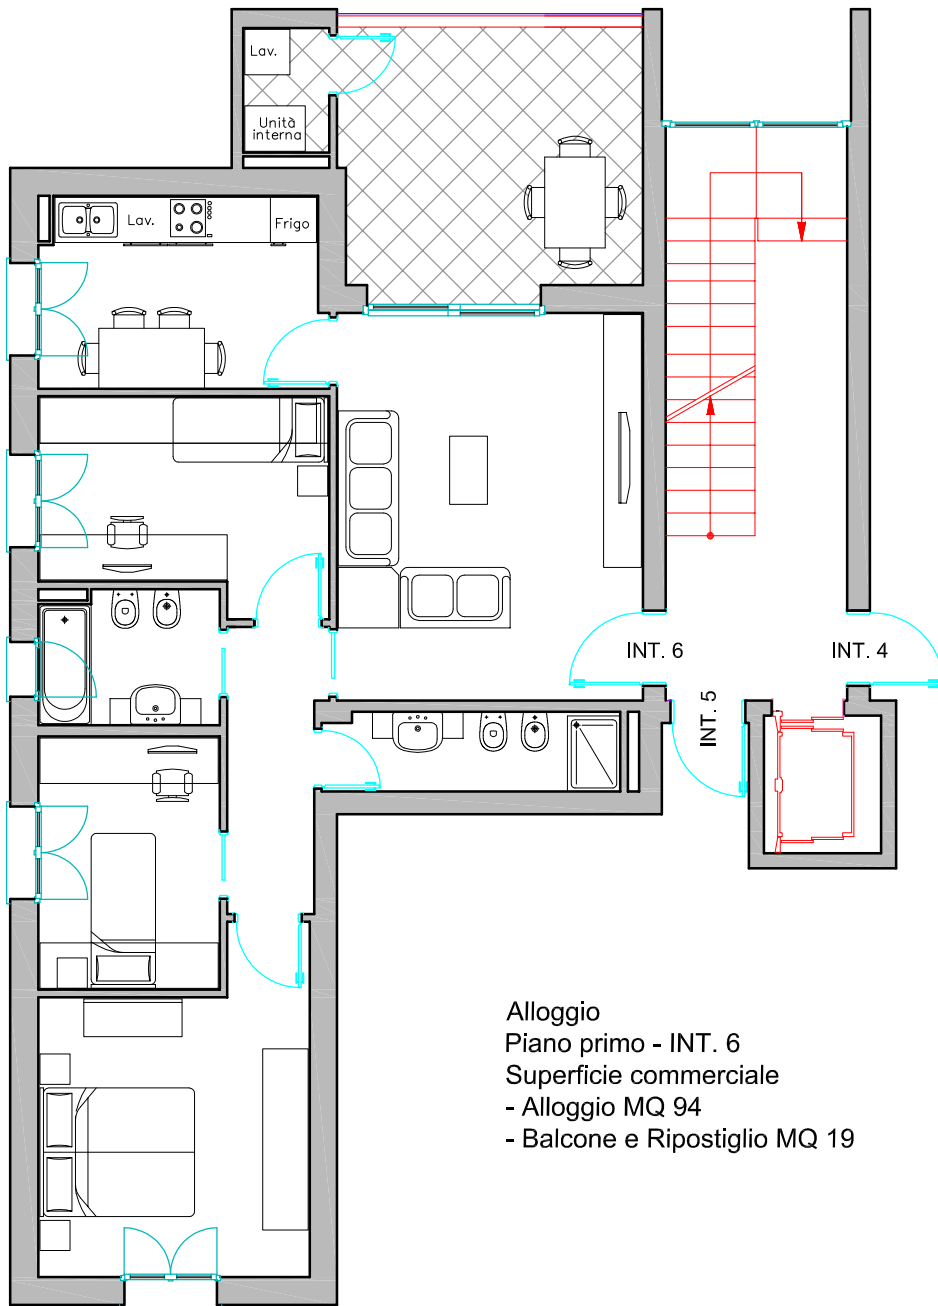 Lav.
Unità
interna
Lav.
Frigo
INT. 6
INT. 4
INT. 5
Alloggio
Piano primo - INT. 6
Superficie commerciale
- Alloggio MQ 94
- Balcone e Ripostiglio MQ 19